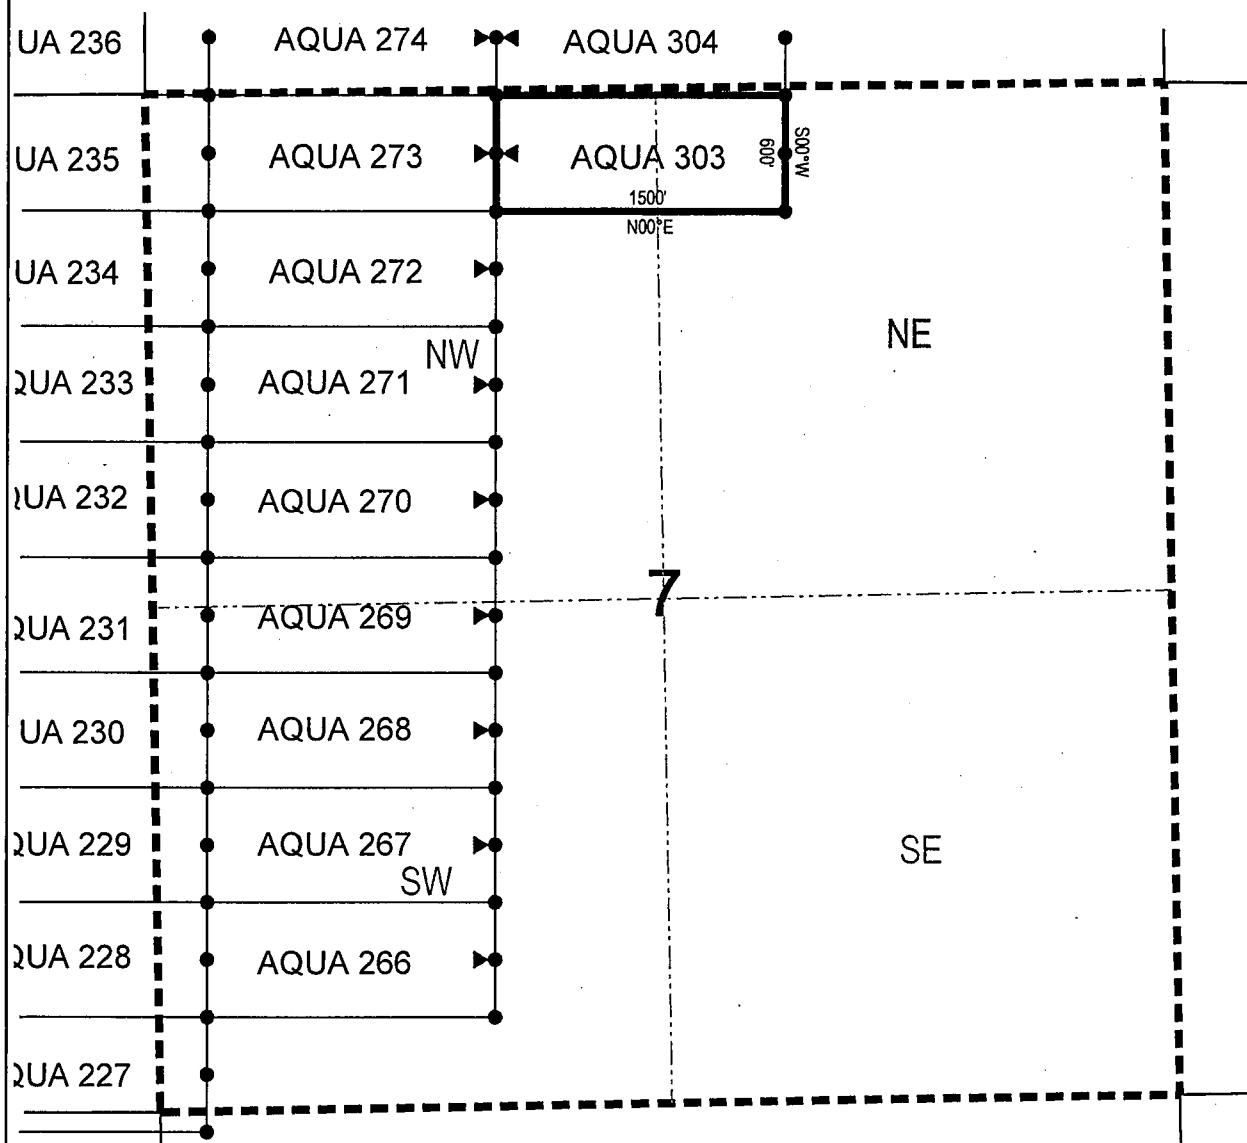 UA 236 AQUA 274 AQUA 304
UA 235 AQUA 273 AQUA 303 600' S00°W
1500'
N00°E
UA 234 AQUA 272
NE
NW
QUA 233 AQUA 271
QUA 232 AQUA 270
7
QUA 231 AQUA 269
UA 230 AQUA 268
QUA 229 AQUA 267
SE
SW
QUA 228 AQUA 266
QUA 227